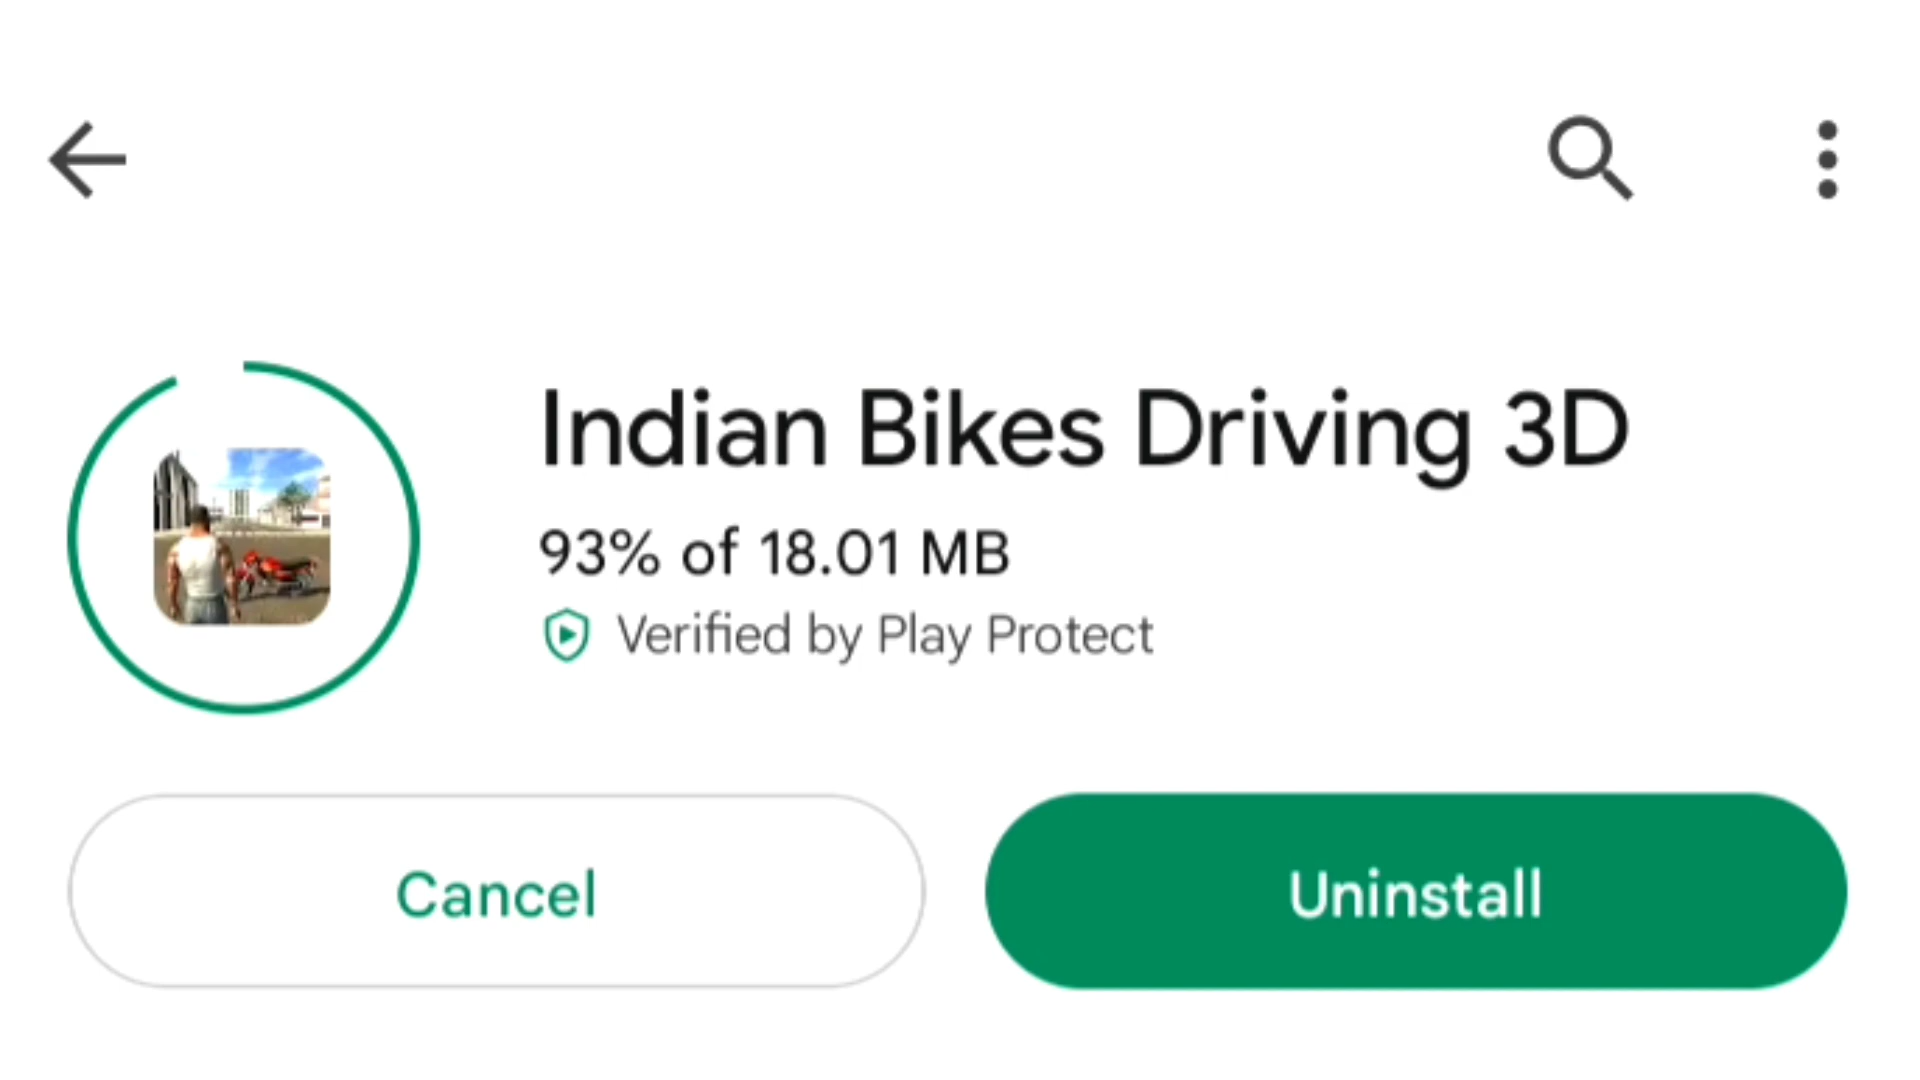 Indian Bikes Driving 3D
93% of 18.01 MB
Verified by Play Protect
Cancel
Uninstall